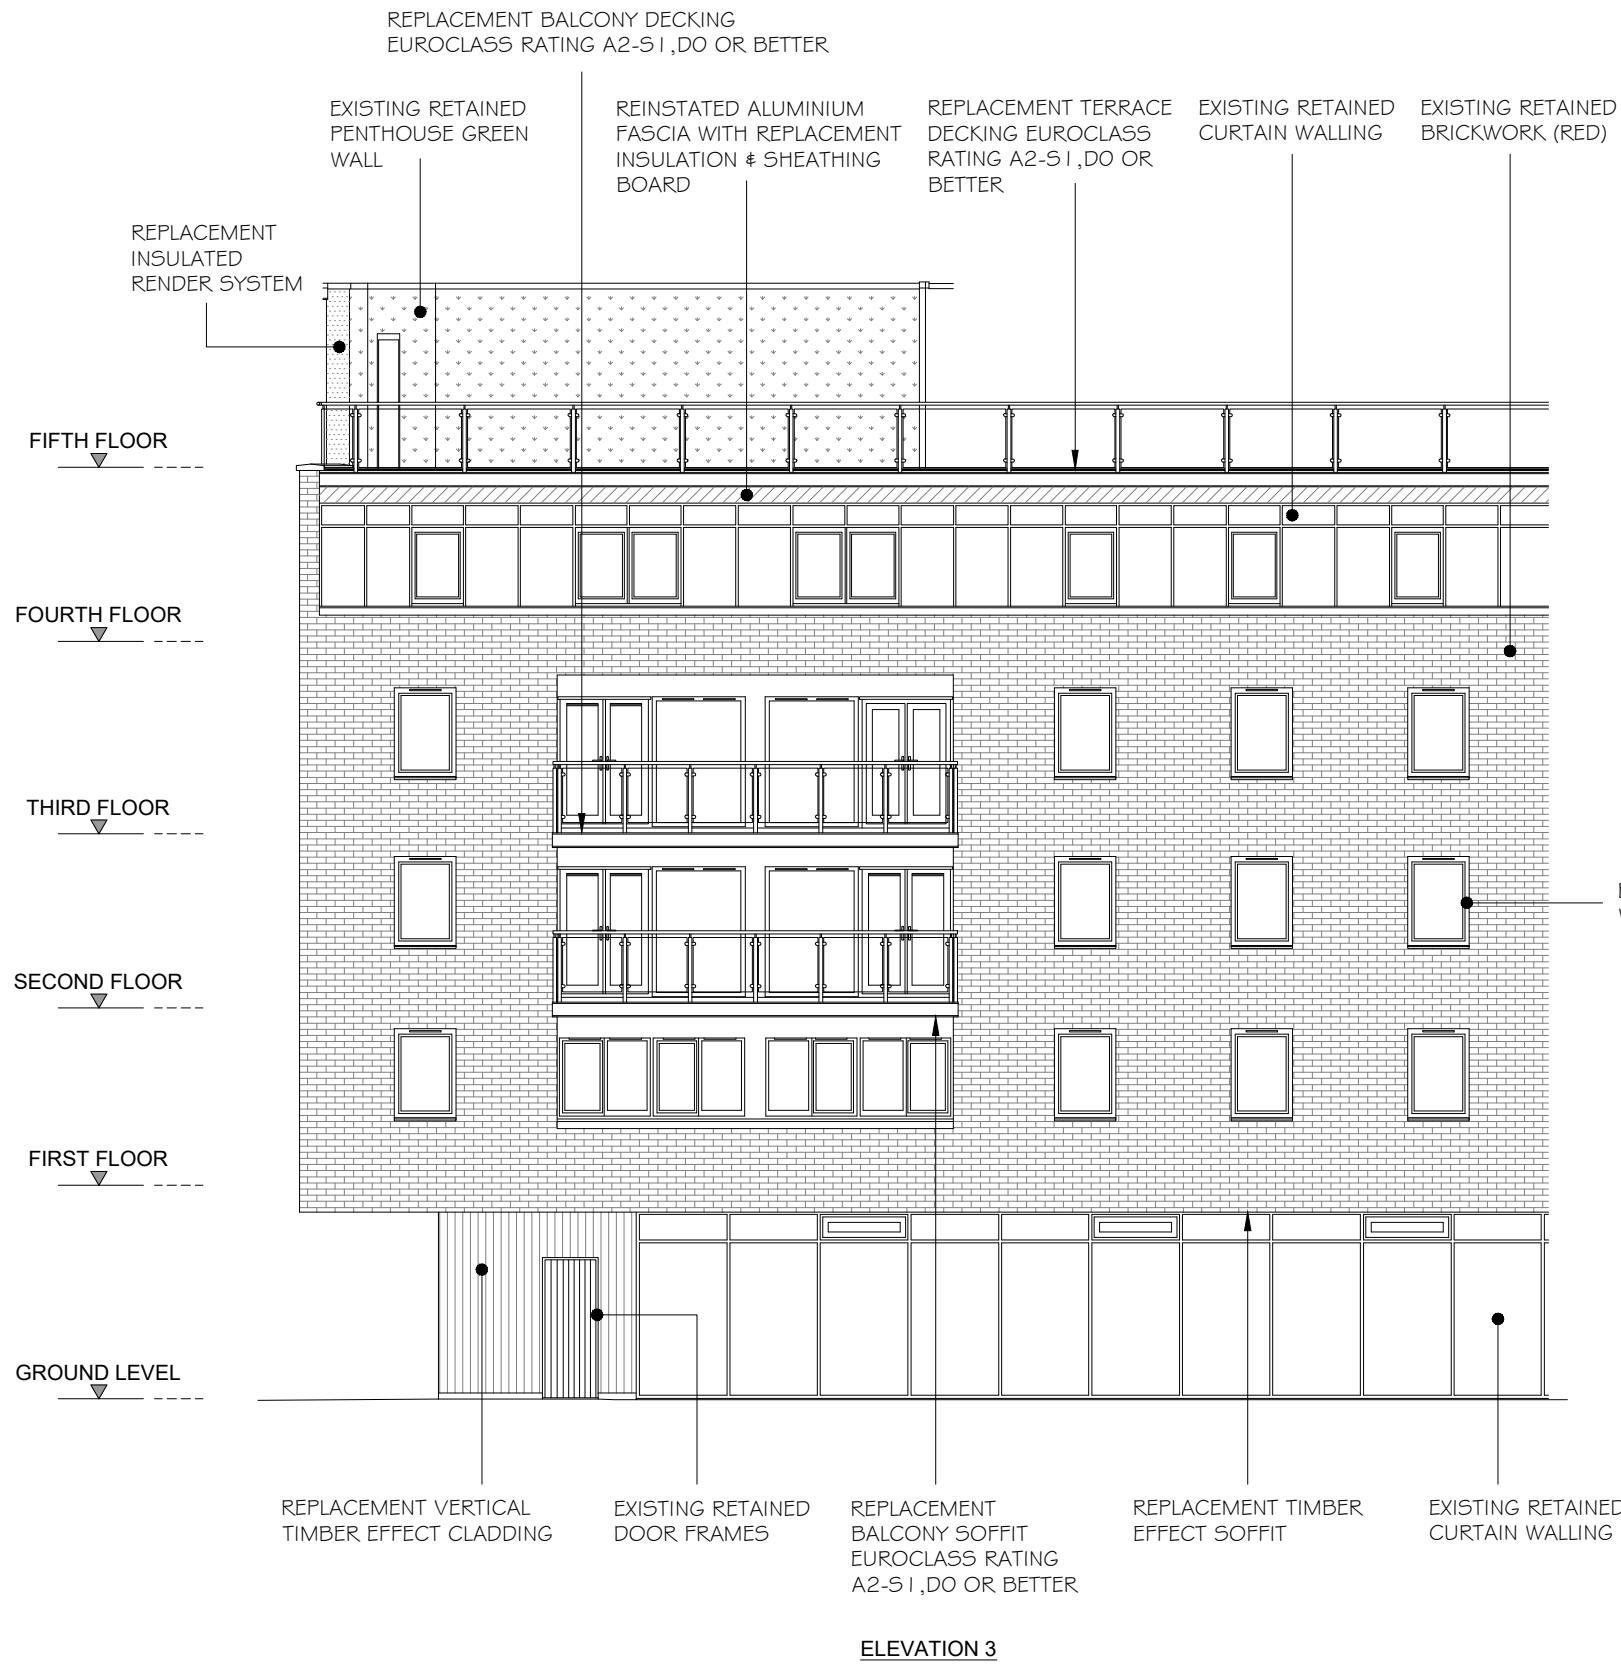 REPLACEMENT BALCONY DECKING
EUROCLASS RATING A2-S1,D0 OR BETTER
EXISTING RETAINED
PENTHOUSE GREEN
WALL
REINSTATED ALUMINIUM
FASCIA WITH REPLACEMENT
INSULATION & SHEATHING
BOARD
REPLACEMENT TERRACE
DECKING EUROCLASS
RATING A2-S1,D0 OR
BETTER
EXISTING RETAINED
CURTAIN WALLING
EXISTING RETAINED
BRICKWORK (RED)
REPLACEMENT
INSULATED
RENDER SYSTEM
FIFTH FLOOR
FOURTH FLOOR
THIRD FLOOR
SECOND FLOOR
FIRST FLOOR
GROUND LEVEL
REPLACEMENT VERTICAL
TIMBER EFFECT CLADDING
EXISTING RETAINED
DOOR FRAMES
REPLACEMENT
BALCONY SOFFIT
EUROCLASS RATING
A2-S1,D0 OR BETTER
REPLACEMENT TIMBER
EFFECT SOFFIT
EXISTING RETAINED
CURTAIN WALLING
ELEVATION 3